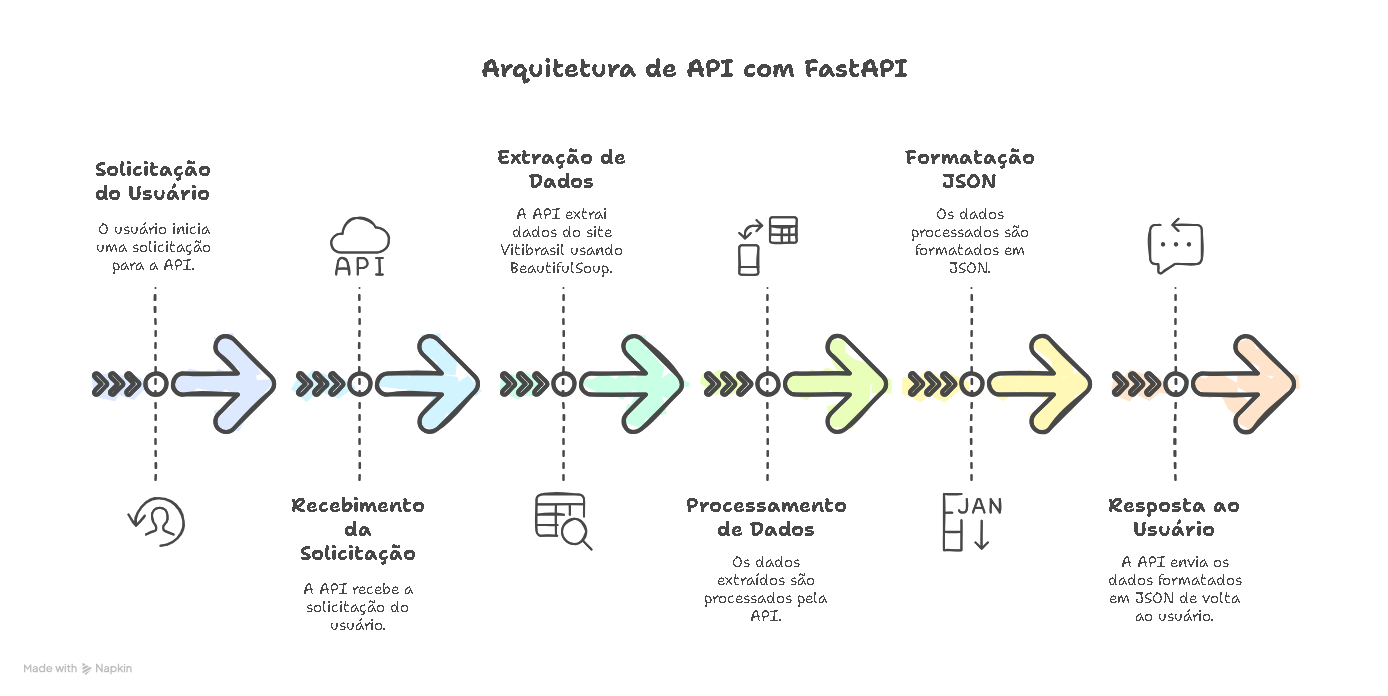 Arquitetura de API com FastAPI
Solicitação
do Usuário
O usuário inicia
uma solicitação
para a API.
API
Recebimento
da
Solicitação
A API recebe a
solicitação do
usuário.
Extração de
Dados
A API extrai
dados do site
Vitibrasil usando
BeautifulSoup.
Processamento
de Dados
Os dados
extraídos são
processados pela
API.
Formatação
JSON
Os dados
processados são
formatados em
JSON.
JAN
Resposta ao
Usuário
A API envia os
dados formatados
em JSON de volta
ao usuário.
Made with Napkin